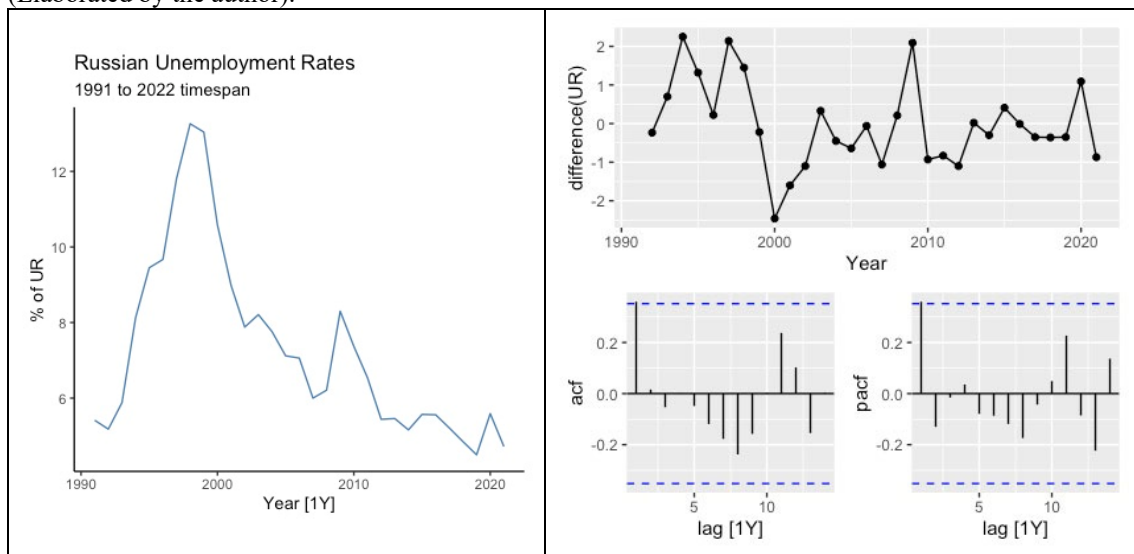 (Elaborated by the author).
Russian Unemployment Rates
1991 to 2022 timespan
% of UR
12
10
8
6
1990
2000
2010
2020
Year [1Y]
difference(UR)
2
1
0
-1
-2
1990
2000
2010
2020
Year
acf
0.2
0.0
-0.2
5
10
lag [1Y]
pacf
0.2
0.0
-0.2
5
10
lag [1Y]